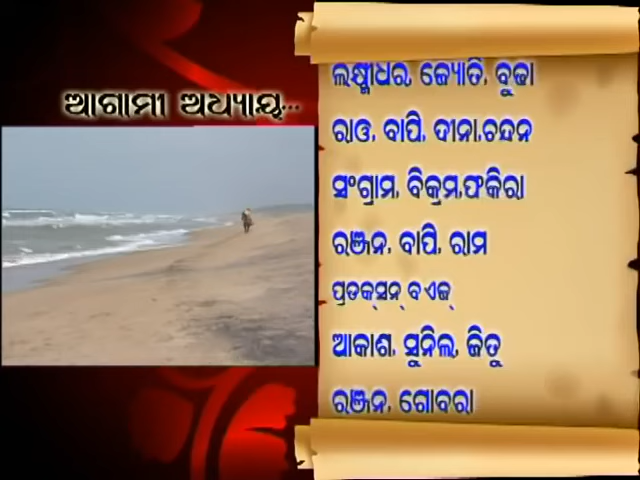 ଆଗାମୀ ଅଧ୍ୟାୟ...
ଲକ୍ଷ୍ମୀଧର, ଜ୍ୟୋତି, ବୁଢା
ରାଓ, ବାପି, ଦୀନା,ଚନ୍ଦନ
ସଂଗ୍ରାମ, ବିକ୍ରମ,ଫକିରା
ରଞ୍ଜନ, ବାପି, ରାମ
ପ୍ରଡକ୍‌ସନ୍‌ ବଏଜ୍‌
ଆକାଶ, ସୁନିଲ, ଜିତୁ
ରଞ୍ଜନ, ଗୋବରା